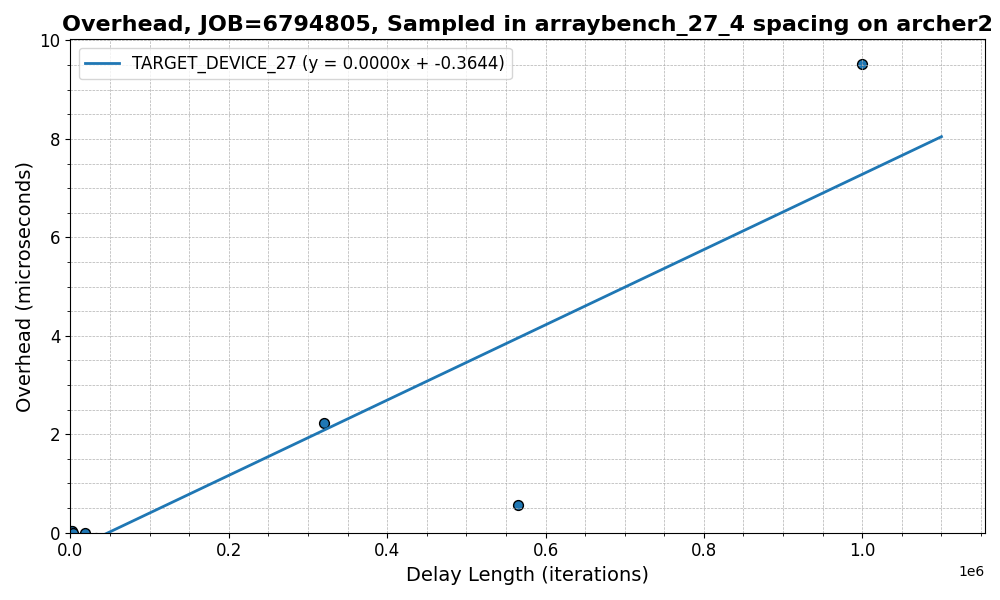 Overhead, JOB=6794805, Sampled in arraybench_27_4 spacing on archer2
TARGET_DEVICE_27 (y = 0.0000x + -0.3644)
Overhead (microseconds)
10
8
6
4
2
0
0.0 0.2 0.4 0.6 0.8 1.0
1e6
Delay Length (iterations)